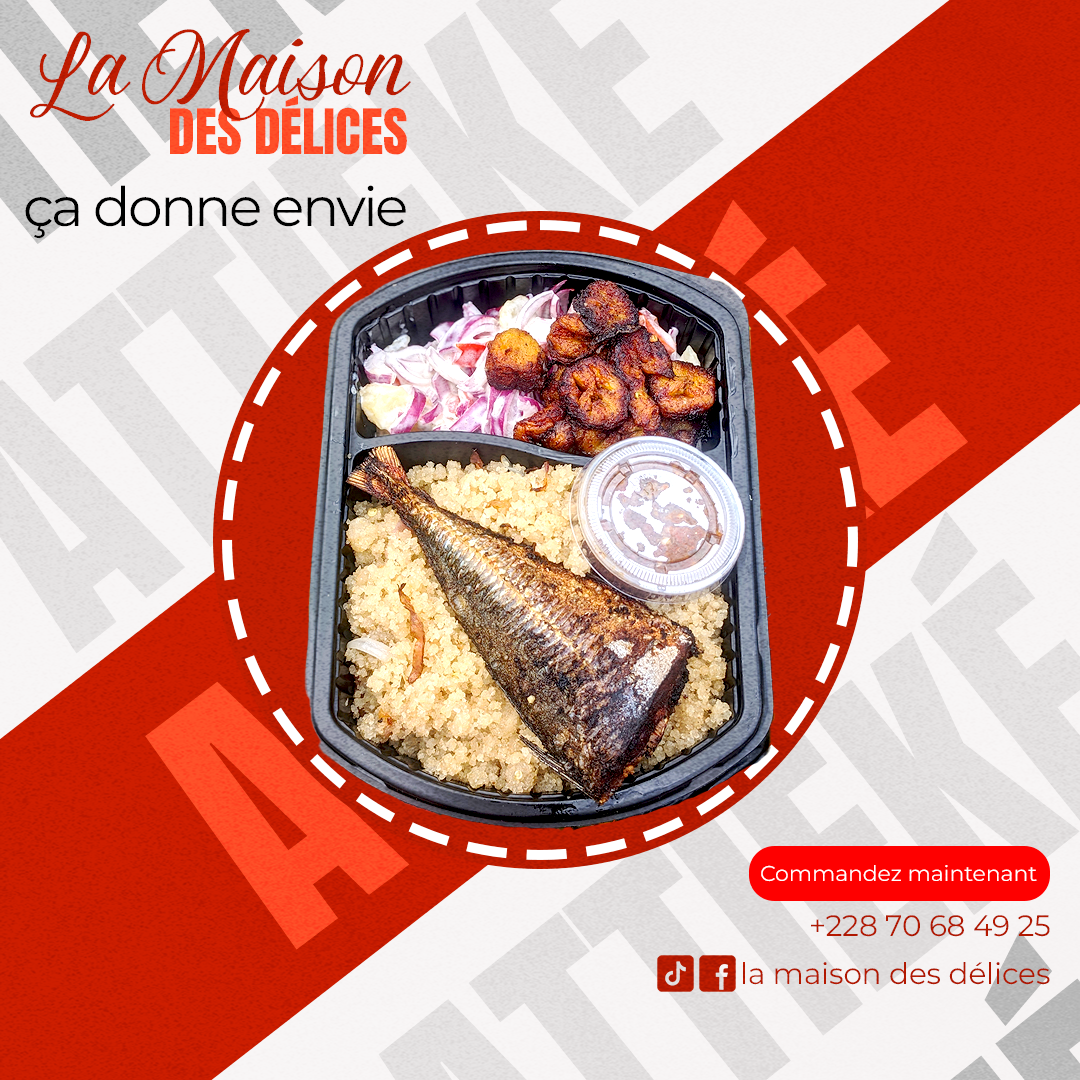 La Maison
DES DÉLICES
ça donne envie
ATTIÉKÉ
ATTIÉKÉ
Commandez maintenant
+228 70 68 49 25
la maison des délices